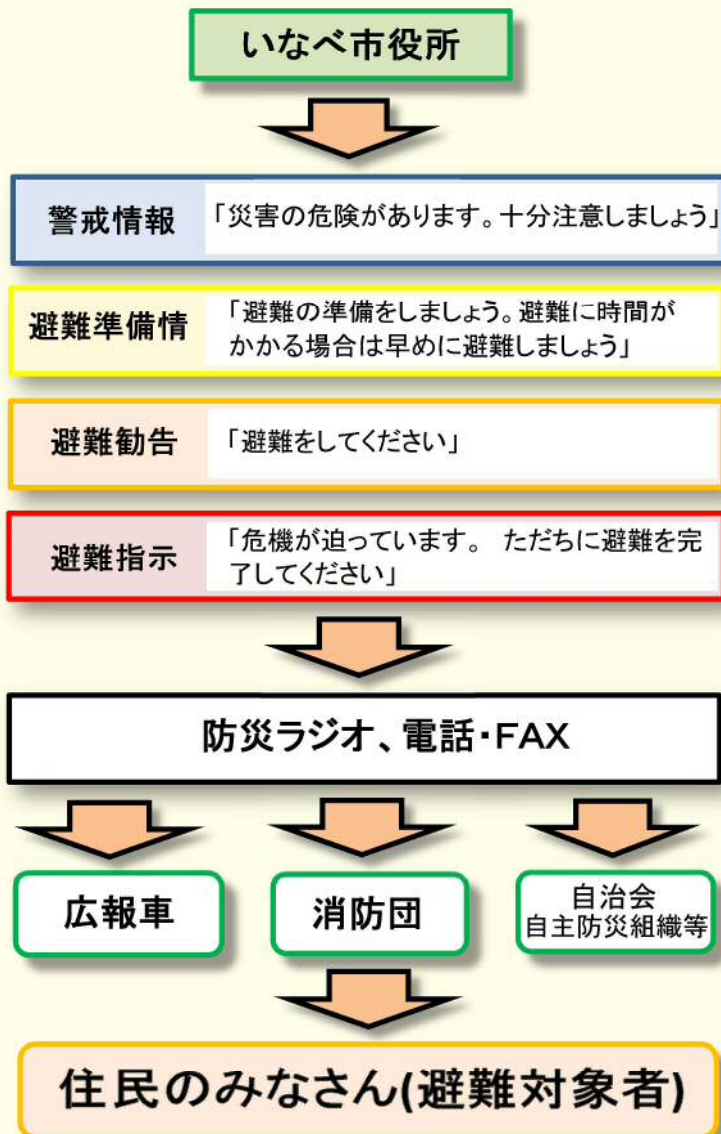 いなべ市役所
警戒情報
「災害の危険があります。十分注意しましょう」
避難準備情
「避難の準備をしましょう。避難に時間が
かかる場合は早めに避難しましょう」
避難勧告
「避難をしてください」
避難指示
「危機が迫っています。 ただちに避難を完
了してください」
防災ラジオ、電話・FAX
広報車
消防団
自治会
自主防災組織等
住民のみなさん(避難対象者)